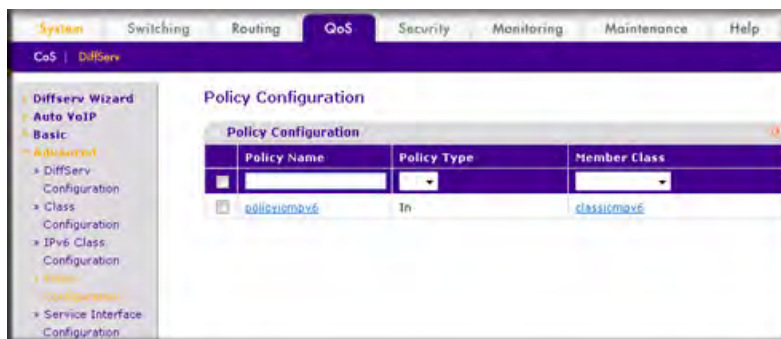 System Switching Routing QoS Security Monitoring Maintenance Help
CoS | DiffServ
Diffserv Wizard
Auto VoIP
Basic
Advanced
» DiffServ
Configuration
» Class
Configuration
» IPv6 Class
Configuration
» Policy
Configuration
» Service Interface
Configuration
Policy Configuration
Policy Configuration
Policy Name Policy Type Member Class
policyicmpv6 In classicmpv6